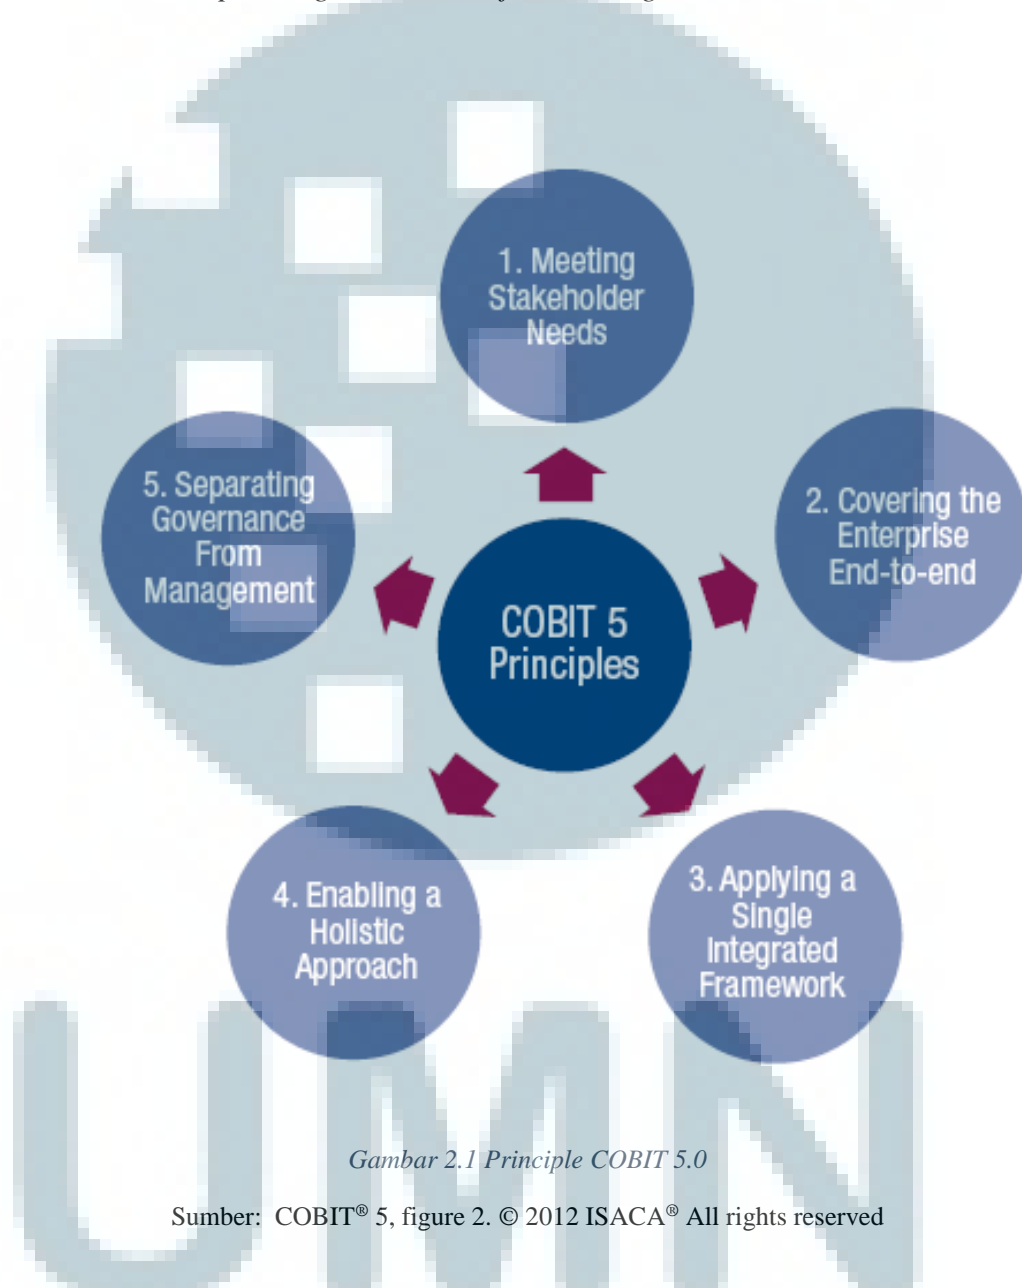 1. Meeting
Stakeholder
Needs
2. Covering the
Enterprise
End-to-end
3. Applying a
Single
Integrated
Framework
4. Enabling a
Holistic
Approach
5. Separating
Governance
From
Management
COBIT 5
Principles
Gambar 2.1 Principle COBIT 5.0
Sumber: COBIT® 5, figure 2. © 2012 ISACA® All rights reserved
UMN